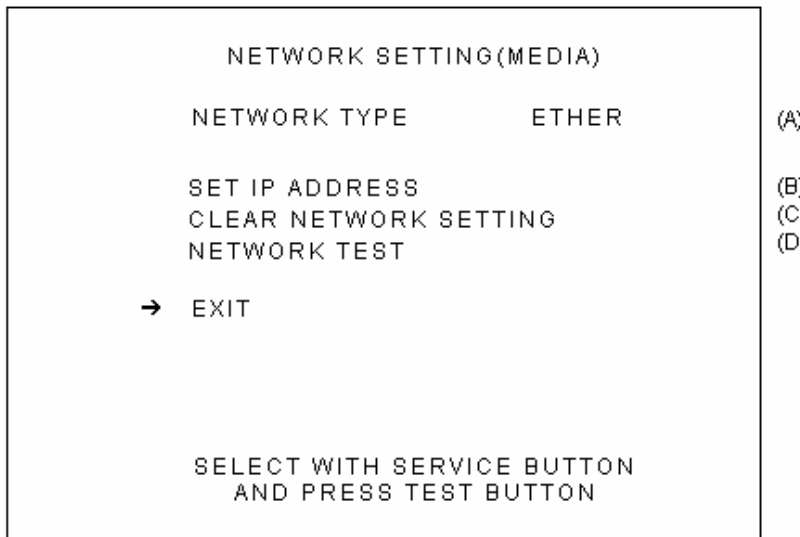 NETWORK SETTING(MEDIA)
NETWORK TYPE ETHER (A)
SET IP ADDRESS (B)
CLEAR NETWORK SETTING (C
NETWORK TEST (D
→ EXIT
SELECT WITH SERVICE BUTTON
AND PRESS TEST BUTTON